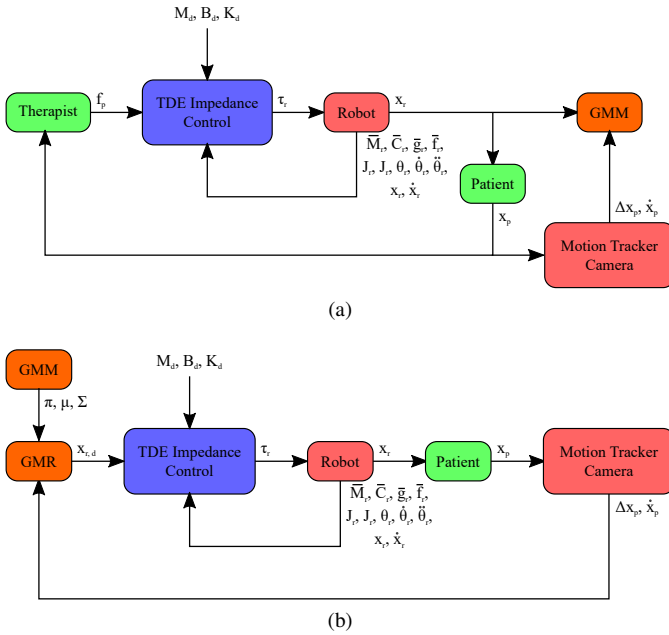 M_d, B_d, K_d
Therapist
f_p
TDE Impedance
Control
τ_r
Robot
x_r
GMM
M̅_r, C̅_r, g̅_r, f̅_r,
J_r, J_r, θ_r, θ̇_r, θ̈_r,
x_r, ẋ_r
Patient
x_p
Δx_p, ẋ_p
Motion Tracker
Camera
(a)
GMM
π, μ, Σ
M_d, B_d, K_d
GMR
x_{r, d}
TDE Impedance
Control
τ_r
Robot
x_r
Patient
x_p
Motion Tracker
Camera
M̅_r, C̅_r, g̅_r, f̅_r,
J_r, J_r, θ_r, θ̇_r, θ̈_r,
x_r, ẋ_r
Δx_p, ẋ_p
(b)